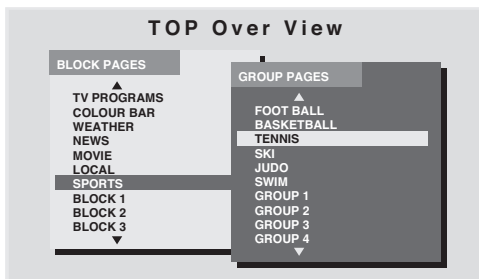 TOP Over View
BLOCK PAGES
TV PROGRAMS
COLOUR BAR
WEATHER
NEWS
MOVIE
LOCAL
SPORTS
BLOCK 1
BLOCK 2
BLOCK 3
GROUP PAGES
FOOT BALL
BASKETBALL
TENNIS
SKI
JUDO
SWIM
GROUP 1
GROUP 2
GROUP 3
GROUP 4